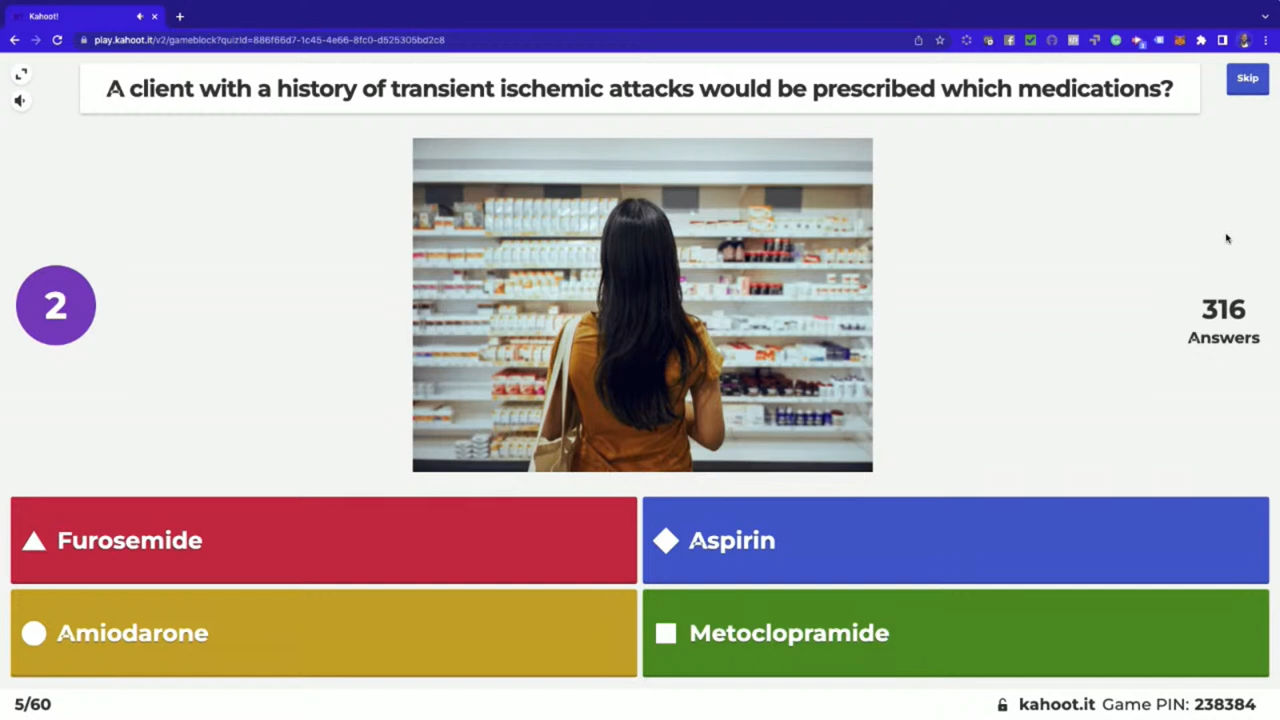 Kahoot!
play.kahoot.it/v2/gameblock?quizId=886f66d7-1c45-4e66-8fc0-d525305bd2c8
A client with a history of transient ischemic attacks would be prescribed which medications?
Skip
2
316
Answers
Furosemide
Aspirin
Amiodarone
Metoclopramide
5/60
kahoot.it Game PIN: 238384